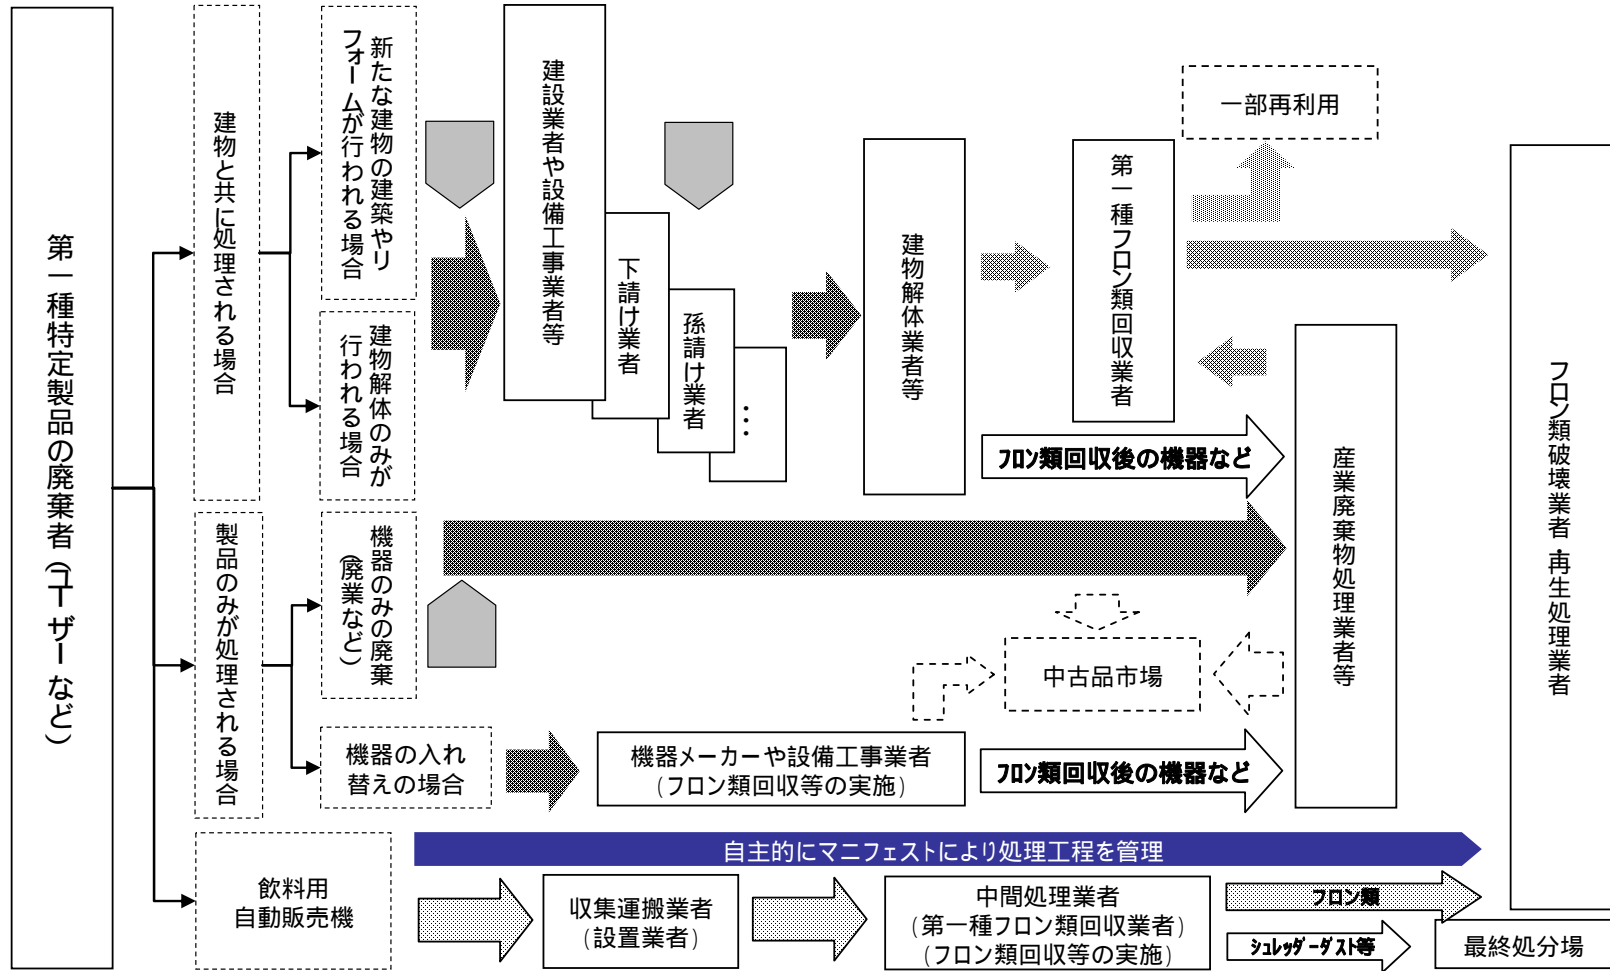 第一種特定製品の廃棄者(ユーザーなど)
建物と共に処理される場合
新たな建物の建築やリ
フォームが行われる場合
建物解体のみが
行われる場合
建設業者や設備工事業者等
下請け業者
孫請け業者
…
建物解体業者等
第一種フロン類回収業者
一部再利用
フロン類破壊業者・再生処理業者
フロン類回収後の機器など
産業廃棄物処理業者等
製品のみが処理される場合
機器のみの廃棄
(廃業など)
中古品市場
機器の入れ
替えの場合
機器メーカーや設備工事業者
(フロン類回収等の実施)
フロン類回収後の機器など
自主的にマニフェストにより処理工程を管理
飲料用
自動販売機
収集運搬業者
(設置業者)
中間処理業者
(第一種フロン類回収業者)
(フロン類回収等の実施)
フロン類
シュレッダーダスト等
最終処分場